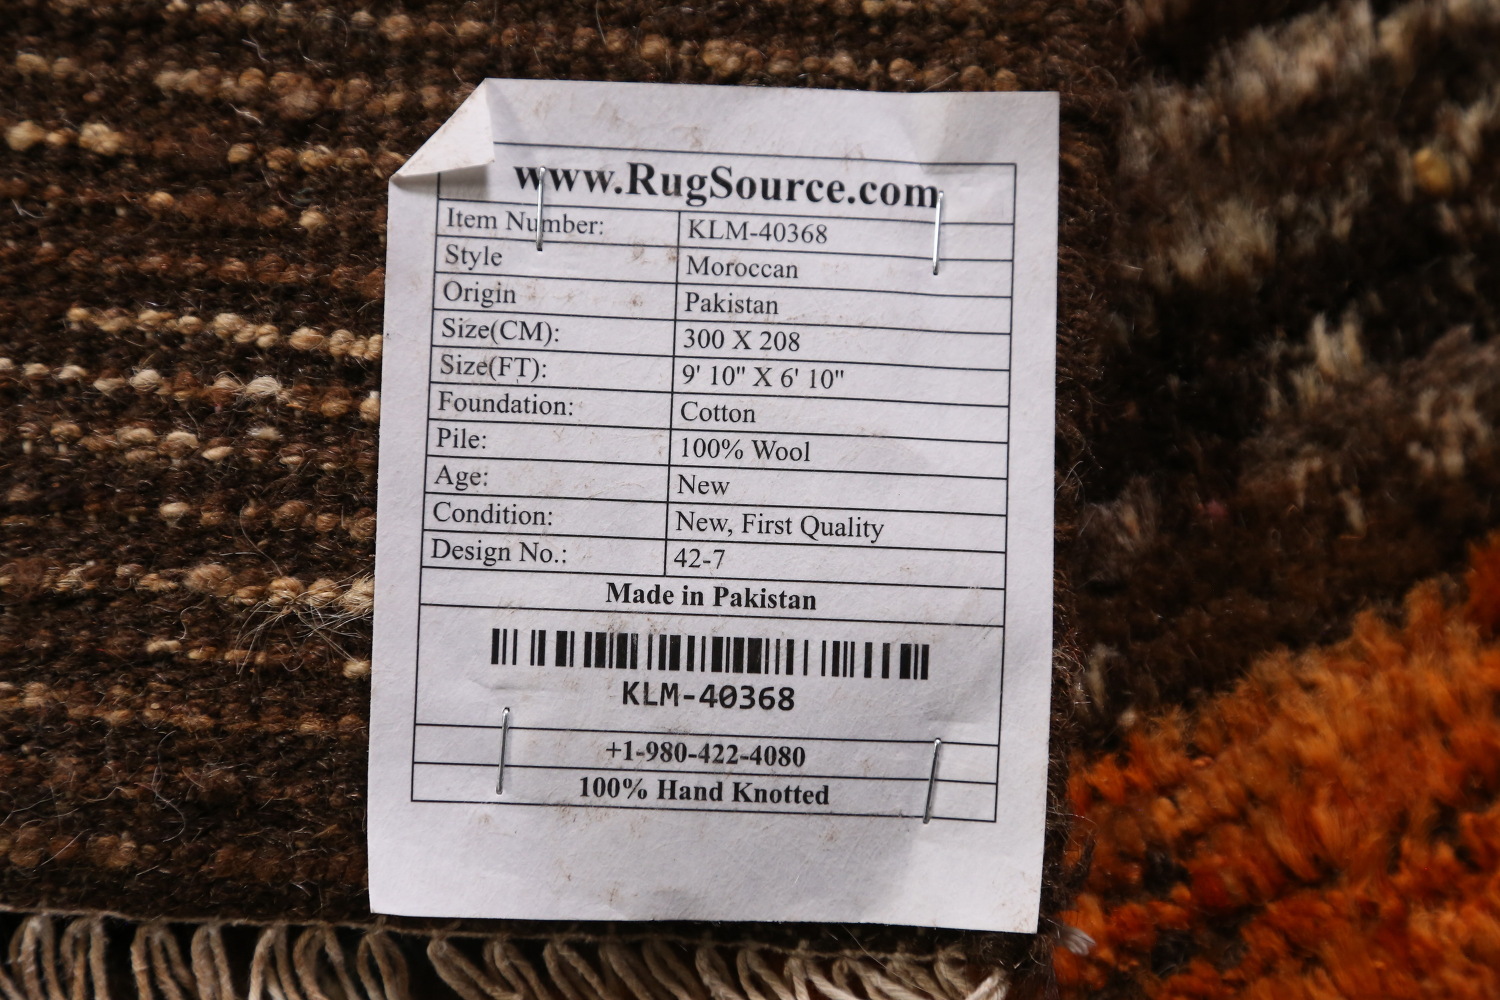 www.RugSource.com
Item Number: KLM-40368
Style Moroccan
Origin Pakistan
Size(CM): 300 X 208
Size(FT): 9' 10" X 6' 10"
Foundation: Cotton
Pile: 100% Wool
Age: New
Condition: New, First Quality
Design No.: 42-7
Made in Pakistan
KLM-40368
+1-980-422-4080
100% Hand Knotted